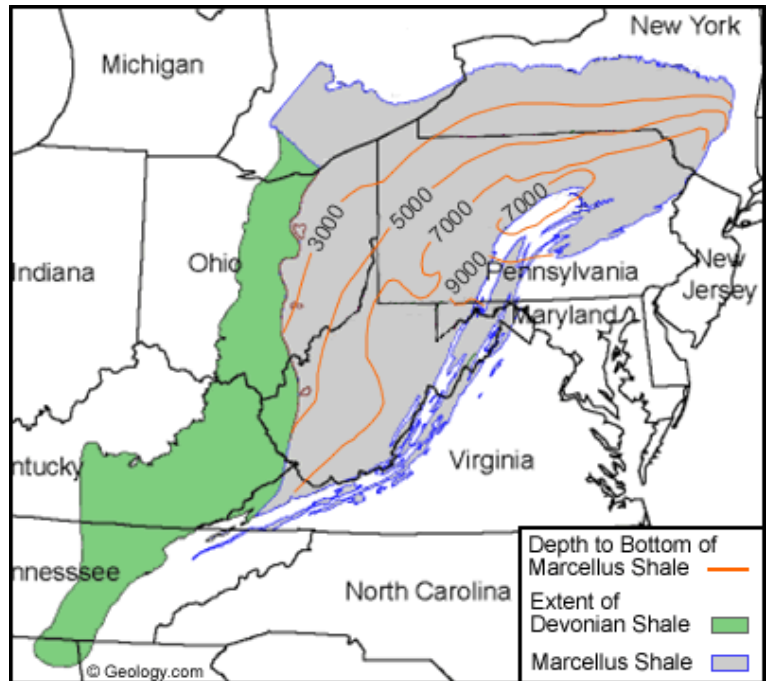 New York
Michigan
3000
5000
7000
7000
9000
Ohio
Indiana
Pennsylvania
New
Jersey
Maryland
ntucky
Virginia
nnesssee
North Carolina
Depth to Bottom of
Marcellus Shale
Extent of
Devonian Shale
Marcellus Shale
© Geology.com